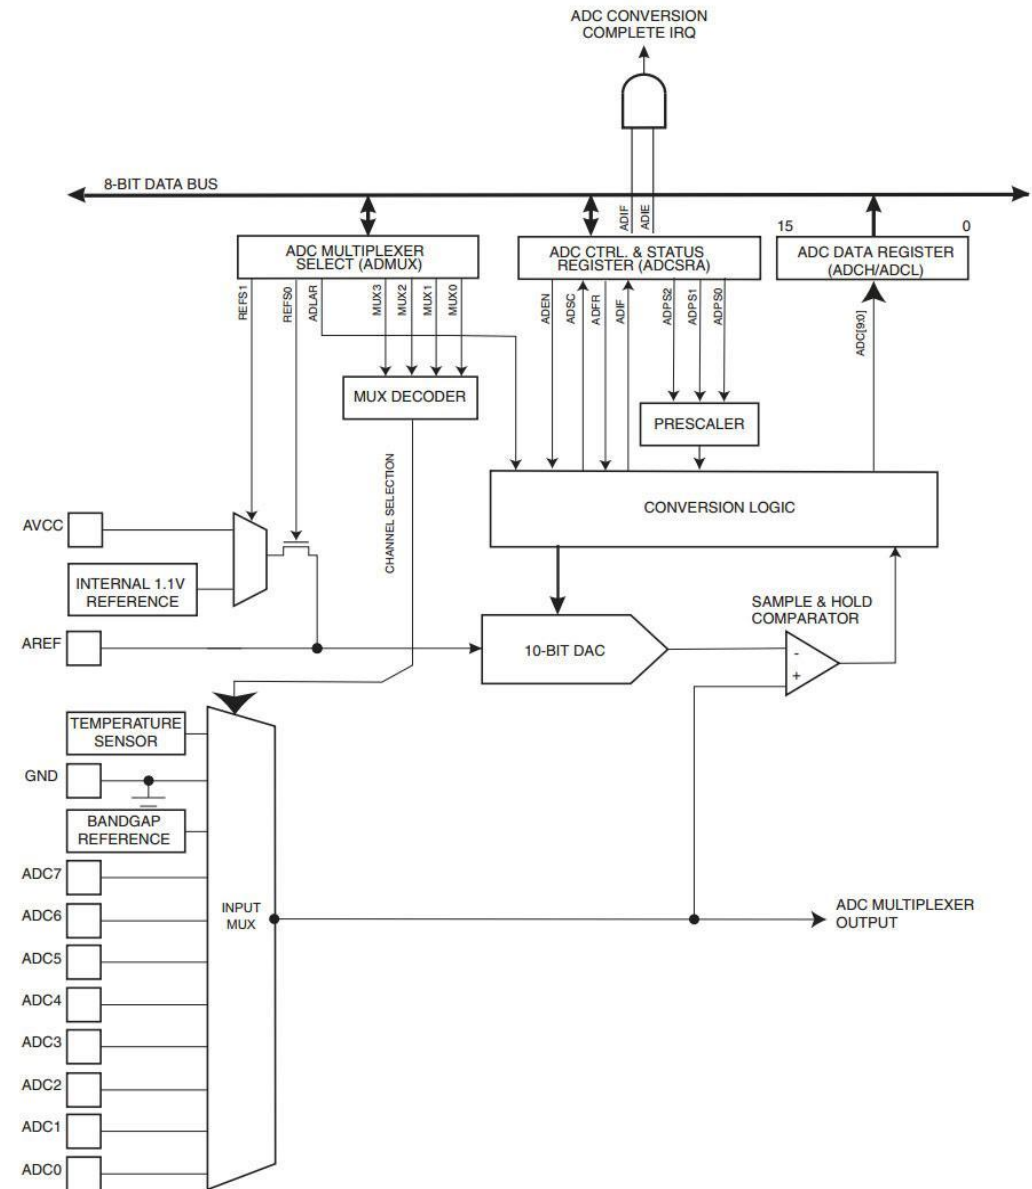 ADC CONVERSION
COMPLETE IRQ
8-BIT DATA BUS
ADIF
ADIE
15
0
ADC MULTIPLEXER
SELECT (ADMUX)
ADC CTRL. & STATUS
REGISTER (ADCSRA)
ADC DATA REGISTER
(ADCH/ADCL)
REFS1
REFS0
ADLAR
MUX3
MUX2
MUX1
MUX0
ADEN
ADSC
ADFR
ADIF
ADPS2
ADPS1
ADPS0
ADC[9:0]
MUX DECODER
PRESCALER
CHANNEL SELECTION
CONVERSION LOGIC
AVCC
INTERNAL 1.1V
REFERENCE
SAMPLE & HOLD
COMPARATOR
AREF
10-BIT DAC
-
+
TEMPERATURE
SENSOR
GND
BANDGAP
REFERENCE
ADC7
ADC6
ADC5
ADC4
ADC3
ADC2
ADC1
ADC0
INPUT
MUX
ADC MULTIPLEXER
OUTPUT